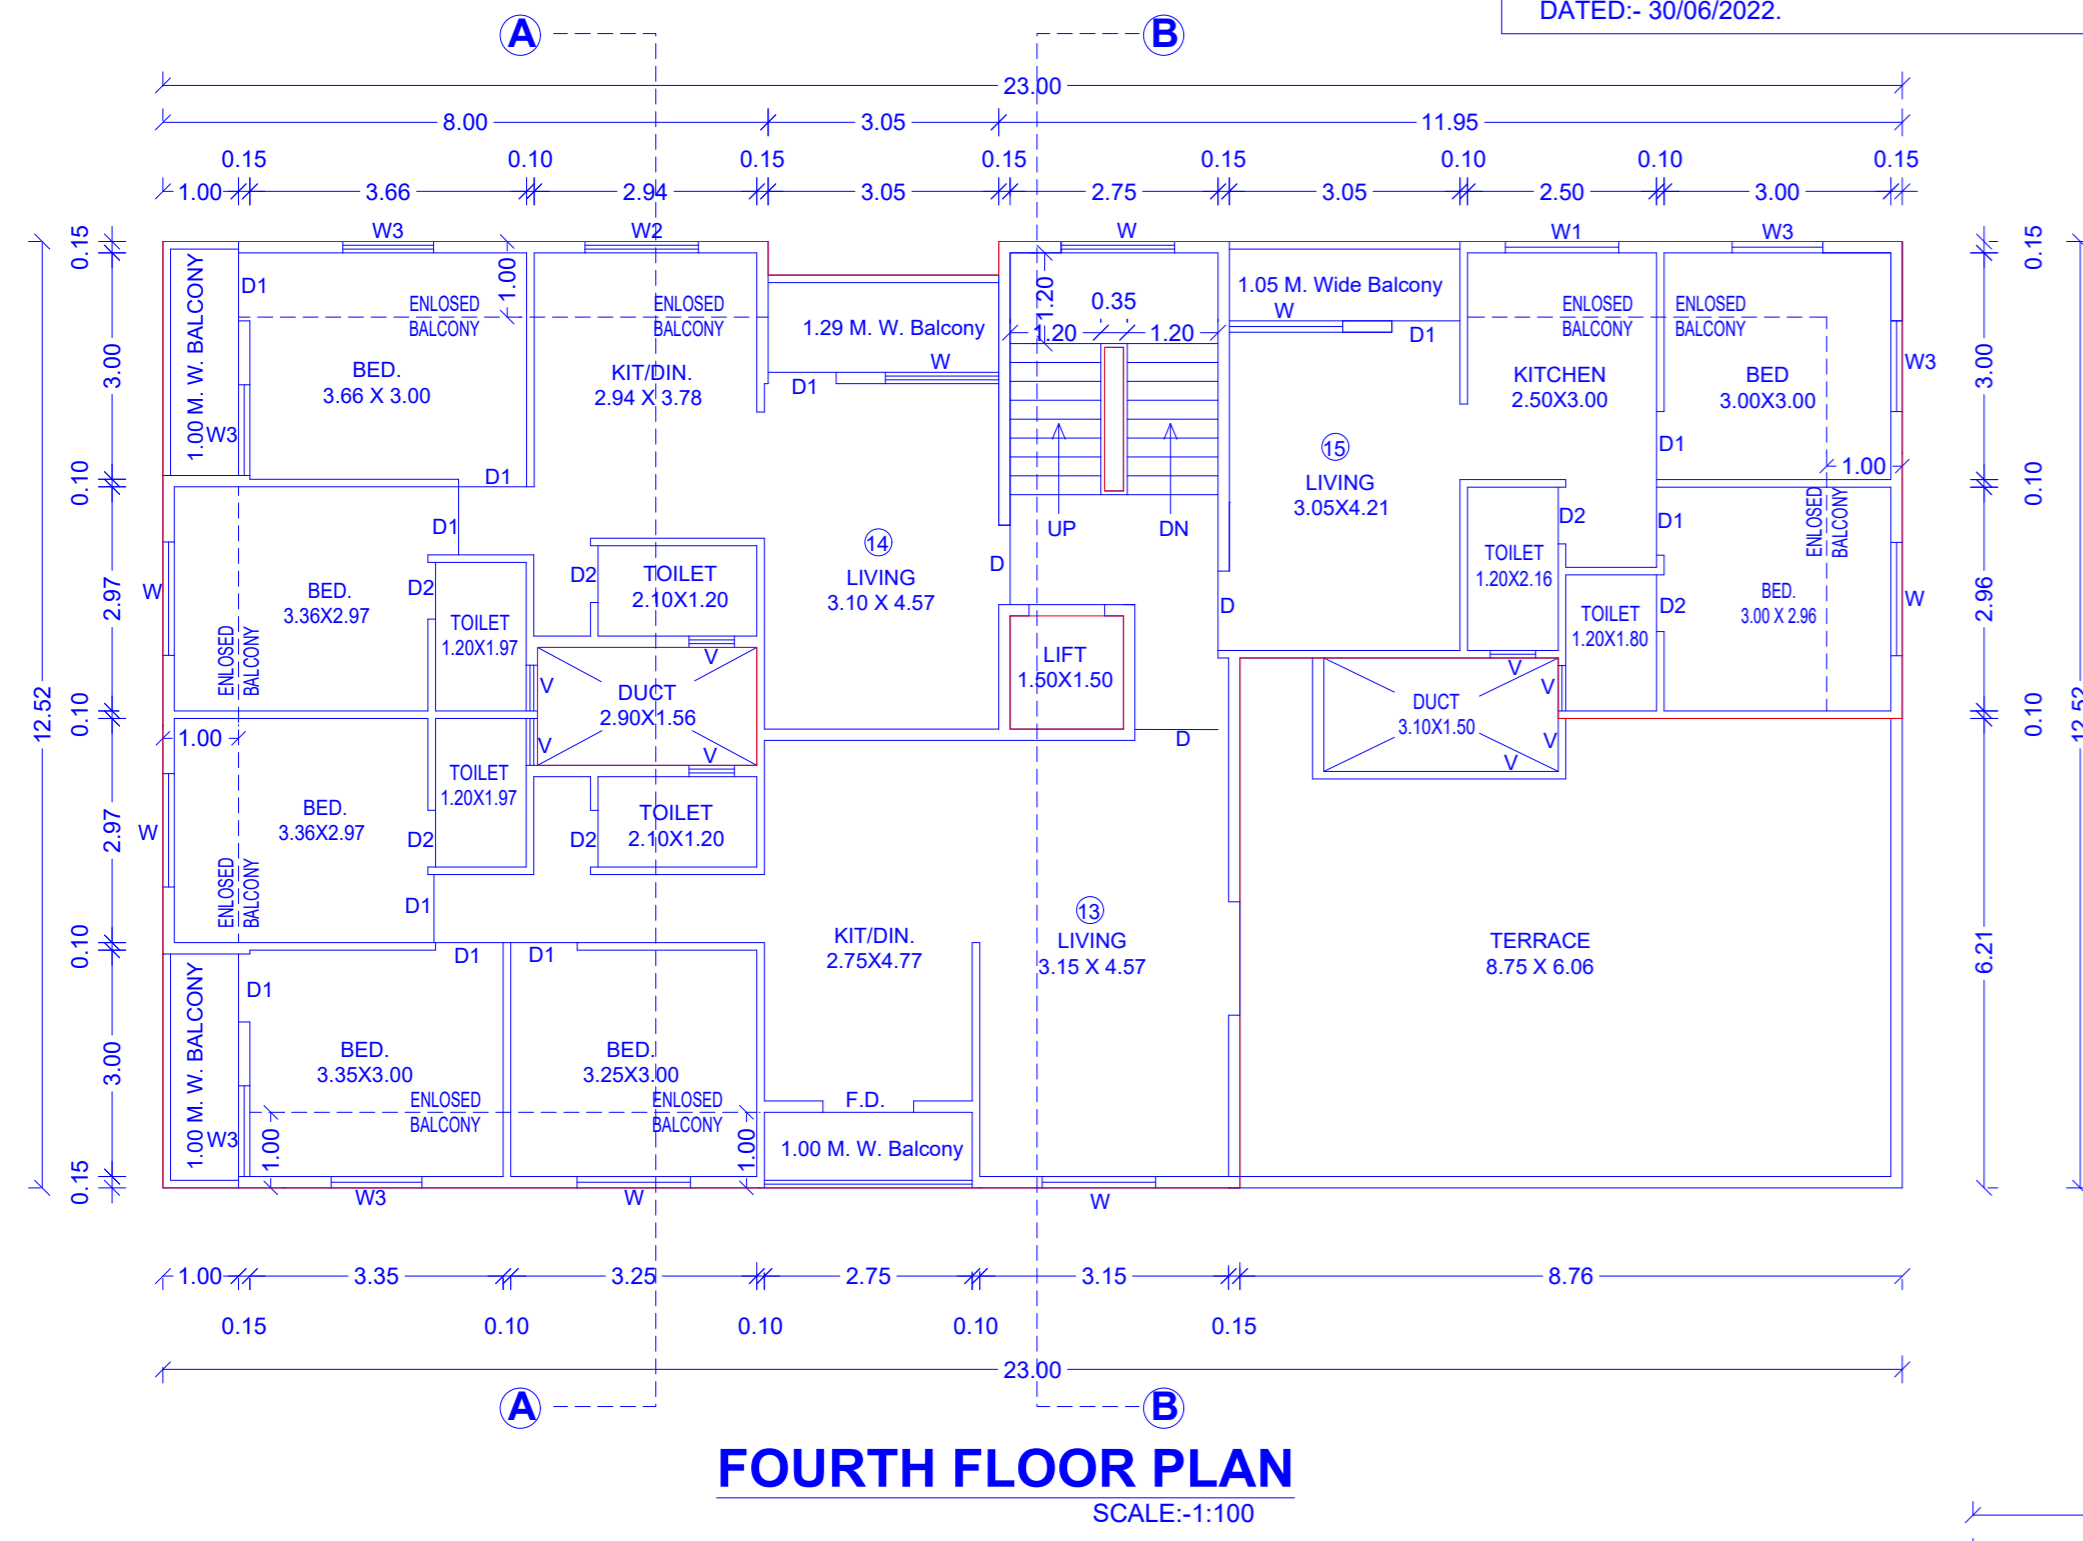 DATED:- 30/06/2022.
A
B
23.00
8.00
3.05
11.95
0.15
0.10
0.15
0.15
0.15
0.10
0.10
0.15
1.00
3.66
2.94
3.05
2.75
3.05
2.50
3.00
W3
W2
W
W1
W3
0.15
3.00
0.10
2.97
0.10
2.97
0.10
3.00
0.15
12.52
1.00 M. W. BALCONY
D1
W3
ENLOSED
BALCONY
1.00
BED.
3.66 X 3.00
D1
ENLOSED
BALCONY
KIT/DIN.
2.94 X 3.78
1.29 M. W. Balcony
W
D1
1.20
0.35
1.20
1.20
UP
DN
1.05 M. Wide Balcony
W
D1
15
LIVING
3.05X4.21
ENLOSED
BALCONY
KITCHEN
2.50X3.00
ENLOSED
BALCONY
BED
3.00X3.00
W3
D1
1.00
0.15
3.00
0.10
2.96
0.10
6.21
12.52
D1
W
BED.
3.36X2.97
ENLOSED
BALCONY
D2
TOILET
1.20X1.97
D2
TOILET
2.10X1.20
V
14
LIVING
3.10 X 4.57
D
LIFT
1.50X1.50
D
D
DUCT
2.90X1.56
V
V
V
D2
TOILET
1.20X2.16
D1
ENLOSED
BALCONY
TOILET
1.20X1.80
D2
BED.
3.00 X 2.96
W
V
V
DUCT
3.10X1.50
V
V
1.00
W
BED.
3.36X2.97
ENLOSED
BALCONY
TOILET
1.20X1.97
D2
D2
TOILET
2.10X1.20
D1
D1
D1
KIT/DIN.
2.75X4.77
13
LIVING
3.15 X 4.57
TERRACE
8.75 X 6.06
1.00 M. W. BALCONY
D1
W3
BED.
3.35X3.00
ENLOSED
BALCONY
1.00
BED.
3.25X3.00
ENLOSED
BALCONY
1.00
F.D.
1.00 M. W. Balcony
W3
W
W
1.00
3.35
3.25
2.75
3.15
8.76
0.15
0.10
0.10
0.10
0.15
23.00
A
B
FOURTH FLOOR PLAN
SCALE:-1:100